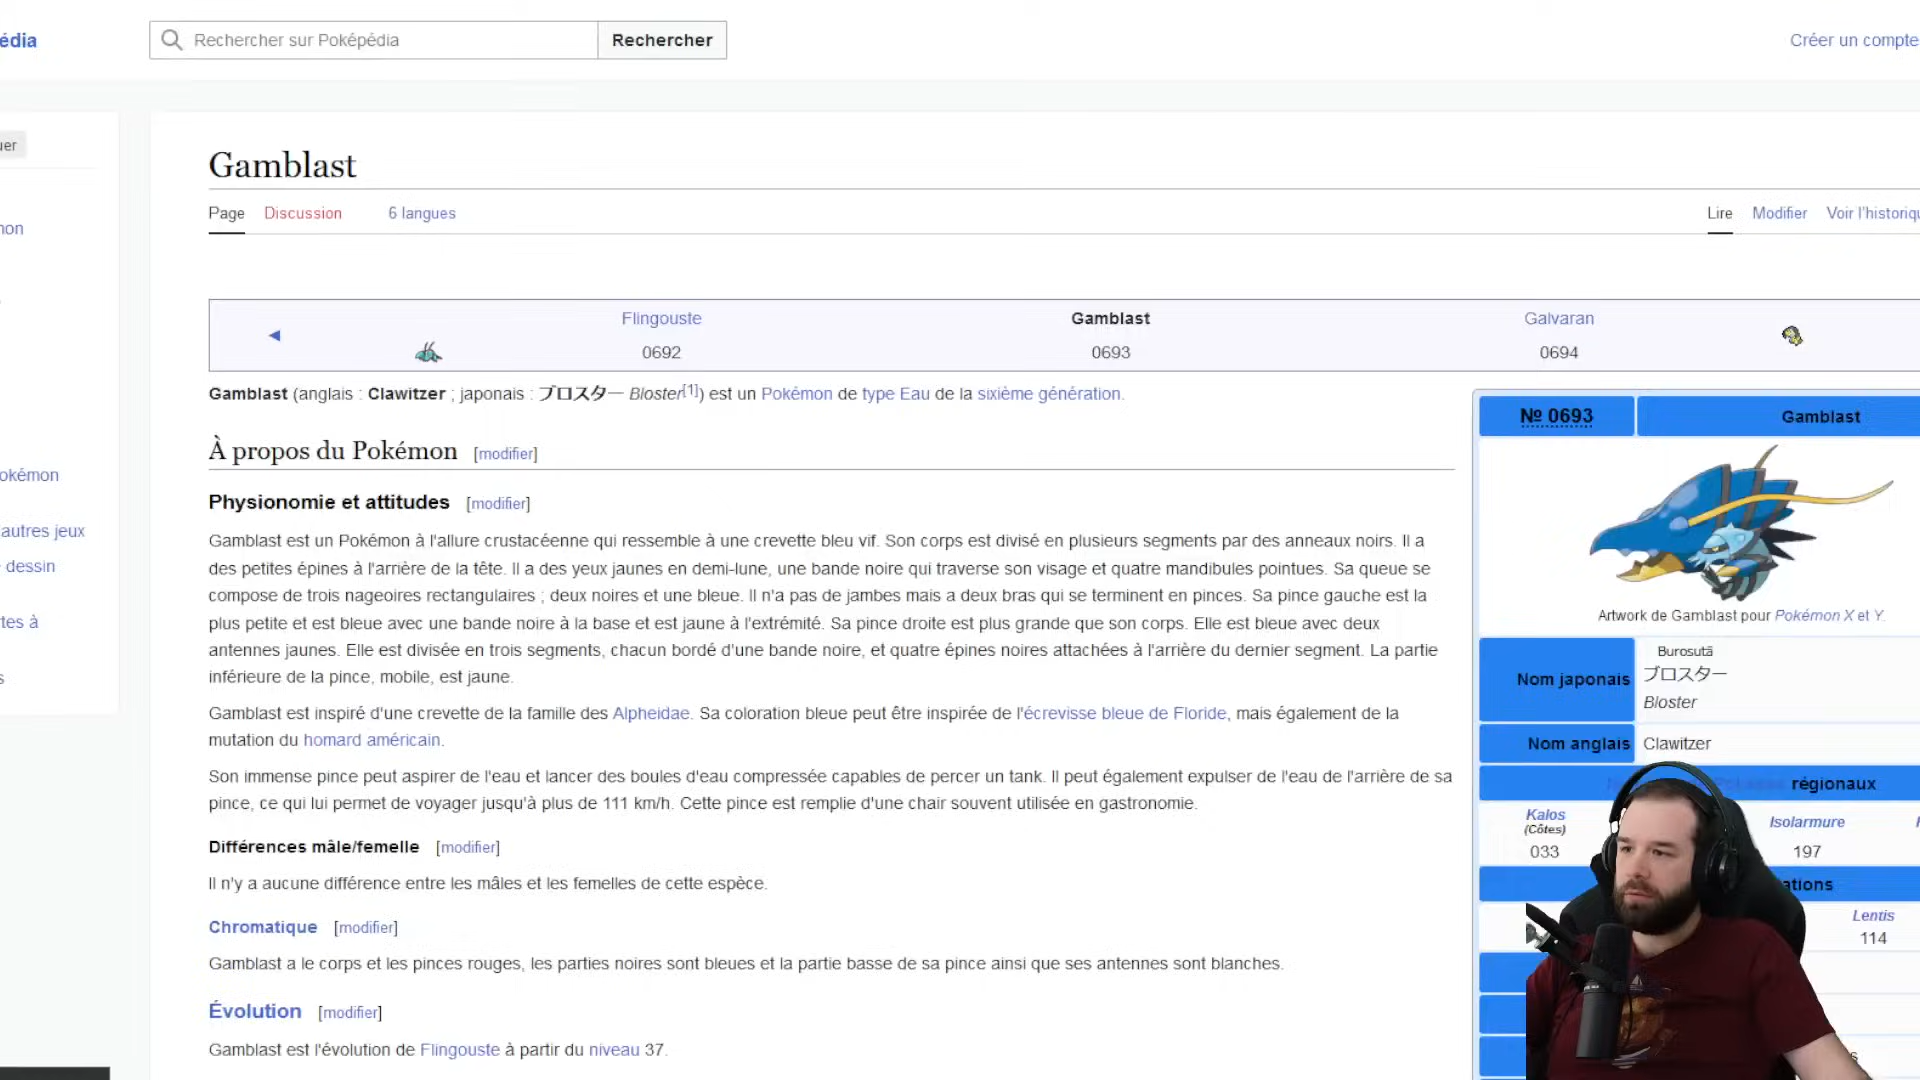 édia
Rechercher sur Poképédia
Rechercher
Créer un compte
uer
Gamblast
Page Discussion 6 langues
Lire Modifier Voir l'historiqu
non
Flingouste Gamblast Galvaran
◄
0692 0693 0694
Gamblast (anglais : Clawitzer ; japonais : ブロスター Bloster[1]) est un Pokémon de type Eau de la sixième génération.
№ 0693 Gamblast
À propos du Pokémon [modifier]
okémon
Physionomie et attitudes [modifier]
autres jeux
Gamblast est un Pokémon à l'allure crustacéenne qui ressemble à une crevette bleu vif. Son corps est divisé en plusieurs segments par des anneaux noirs. Il a
dessin
des petites épines à l'arrière de la tête. Il a des yeux jaunes en demi-lune, une bande noire qui traverse son visage et quatre mandibules pointues. Sa queue se
compose de trois nageoires rectangulaires ; deux noires et une bleue. Il n'a pas de jambes mais a deux bras qui se terminent en pinces. Sa pince gauche est la
tes à
plus petite et est bleue avec une bande noire à la base et est jaune à l'extrémité. Sa pince droite est plus grande que son corps. Elle est bleue avec deux
antennes jaunes. Elle est divisée en trois segments, chacun bordé d'une bande noire, et quatre épines noires attachées à l'arrière du dernier segment. La partie
inférieure de la pince, mobile, est jaune.
s
Artwork de Gamblast pour Pokémon X et Y.
Gamblast est inspiré d'une crevette de la famille des Alpheidae. Sa coloration bleue peut être inspirée de l'écrevisse bleue de Floride, mais également de la
mutation du homard américain.
Nom japonais
Burosutā
ブロスター
Bloster
Nom anglais Clawitzer
Son immense pince peut aspirer de l'eau et lancer des boules d'eau compressée capables de percer un tank. Il peut également expulser de l'eau de l'arrière de sa
pince, ce qui lui permet de voyager jusqu'à plus de 111 km/h. Cette pince est remplie d'une chair souvent utilisée en gastronomie.
régionaux
Kalos
(Côtes)
033
Isolarmure
197
Différences mâle/femelle [modifier]
Il n'y a aucune différence entre les mâles et les femelles de cette espèce.
ations
Lentis
114
Chromatique [modifier]
Gamblast a le corps et les pinces rouges, les parties noires sont bleues et la partie basse de sa pince ainsi que ses antennes sont blanches.
Évolution [modifier]
Gamblast est l'évolution de Flingouste à partir du niveau 37.
s